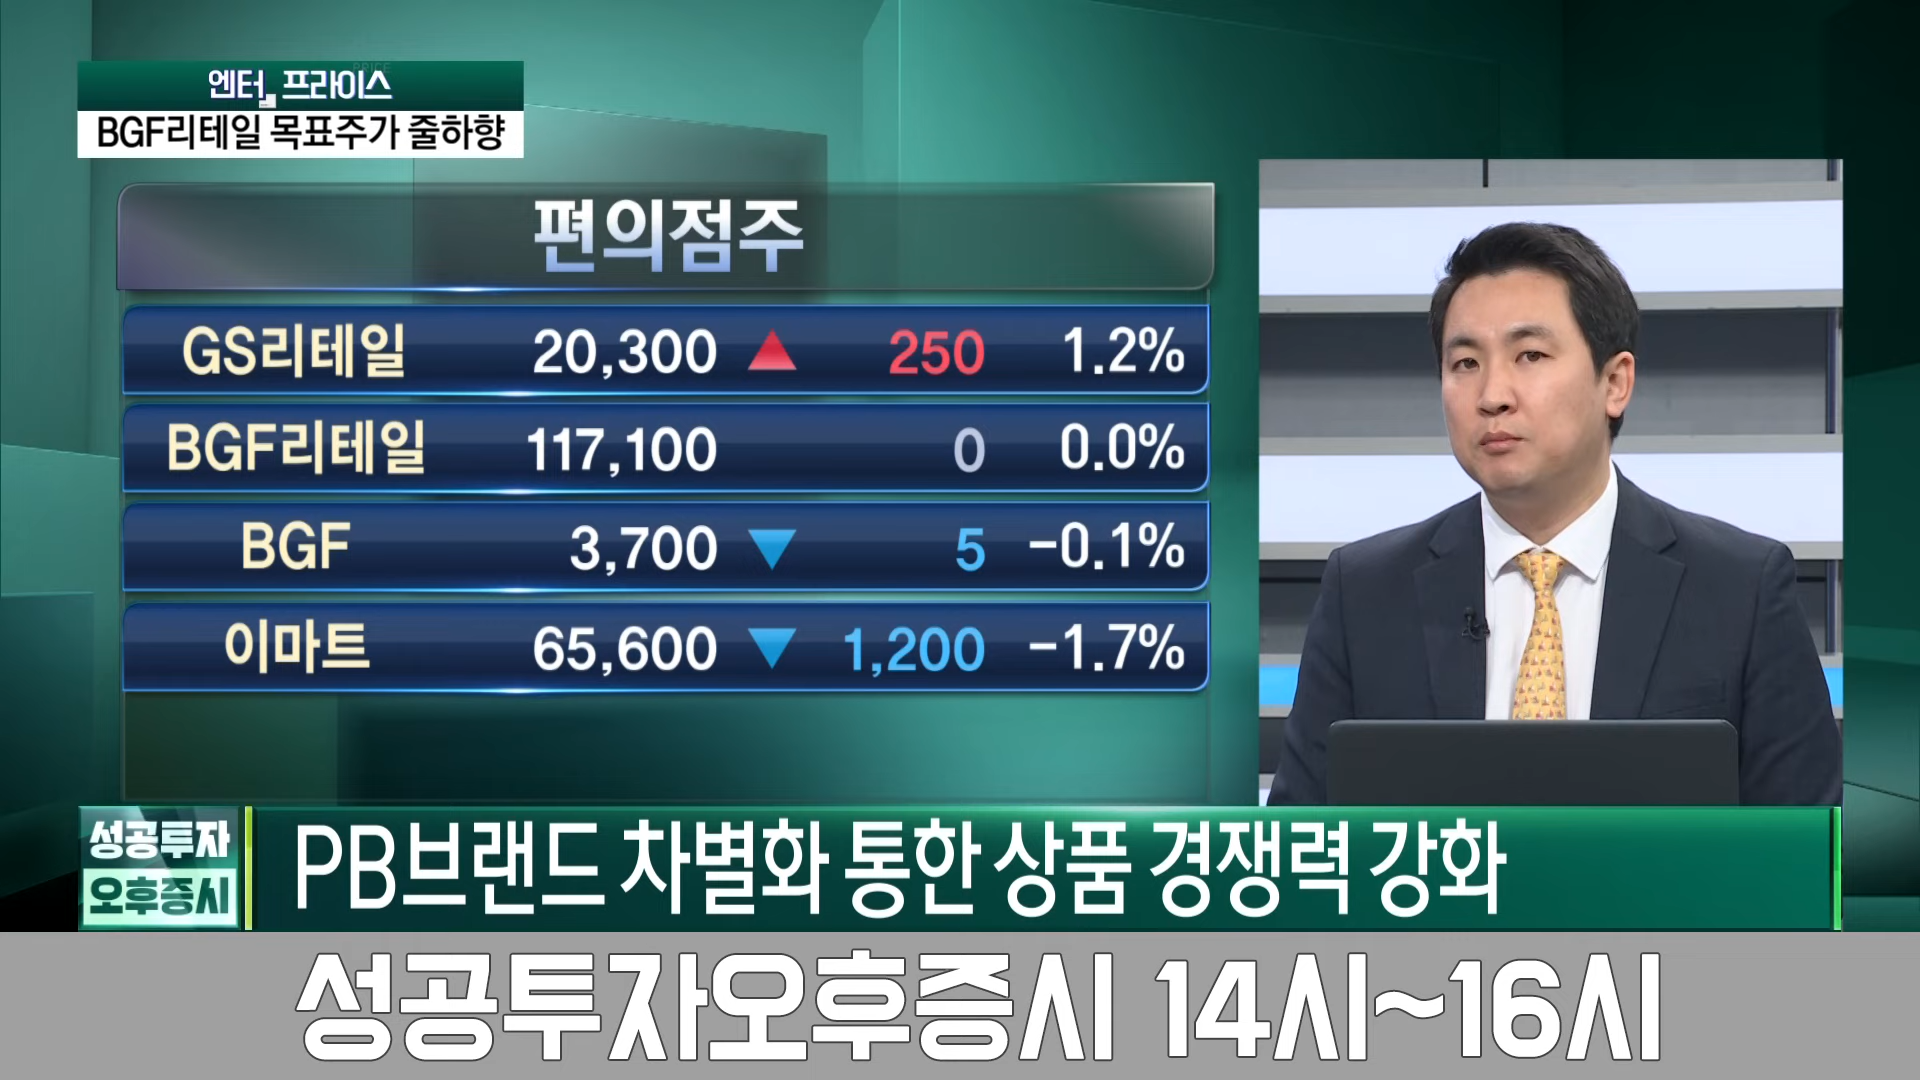 PRICE
엔터 프라이스
BGF리테일 목표주가 줄하향
편의점주
GS리테일 20,300 ▲ 250 1.2%
BGF리테일 117,100 0 0.0%
BGF 3,700 ▼ 5 -0.1%
이마트 65,600 ▼ 1,200 -1.7%
성공투자
오후증시
PB브랜드 차별화 통한 상품 경쟁력 강화
성공투자오후증시 14시~16시